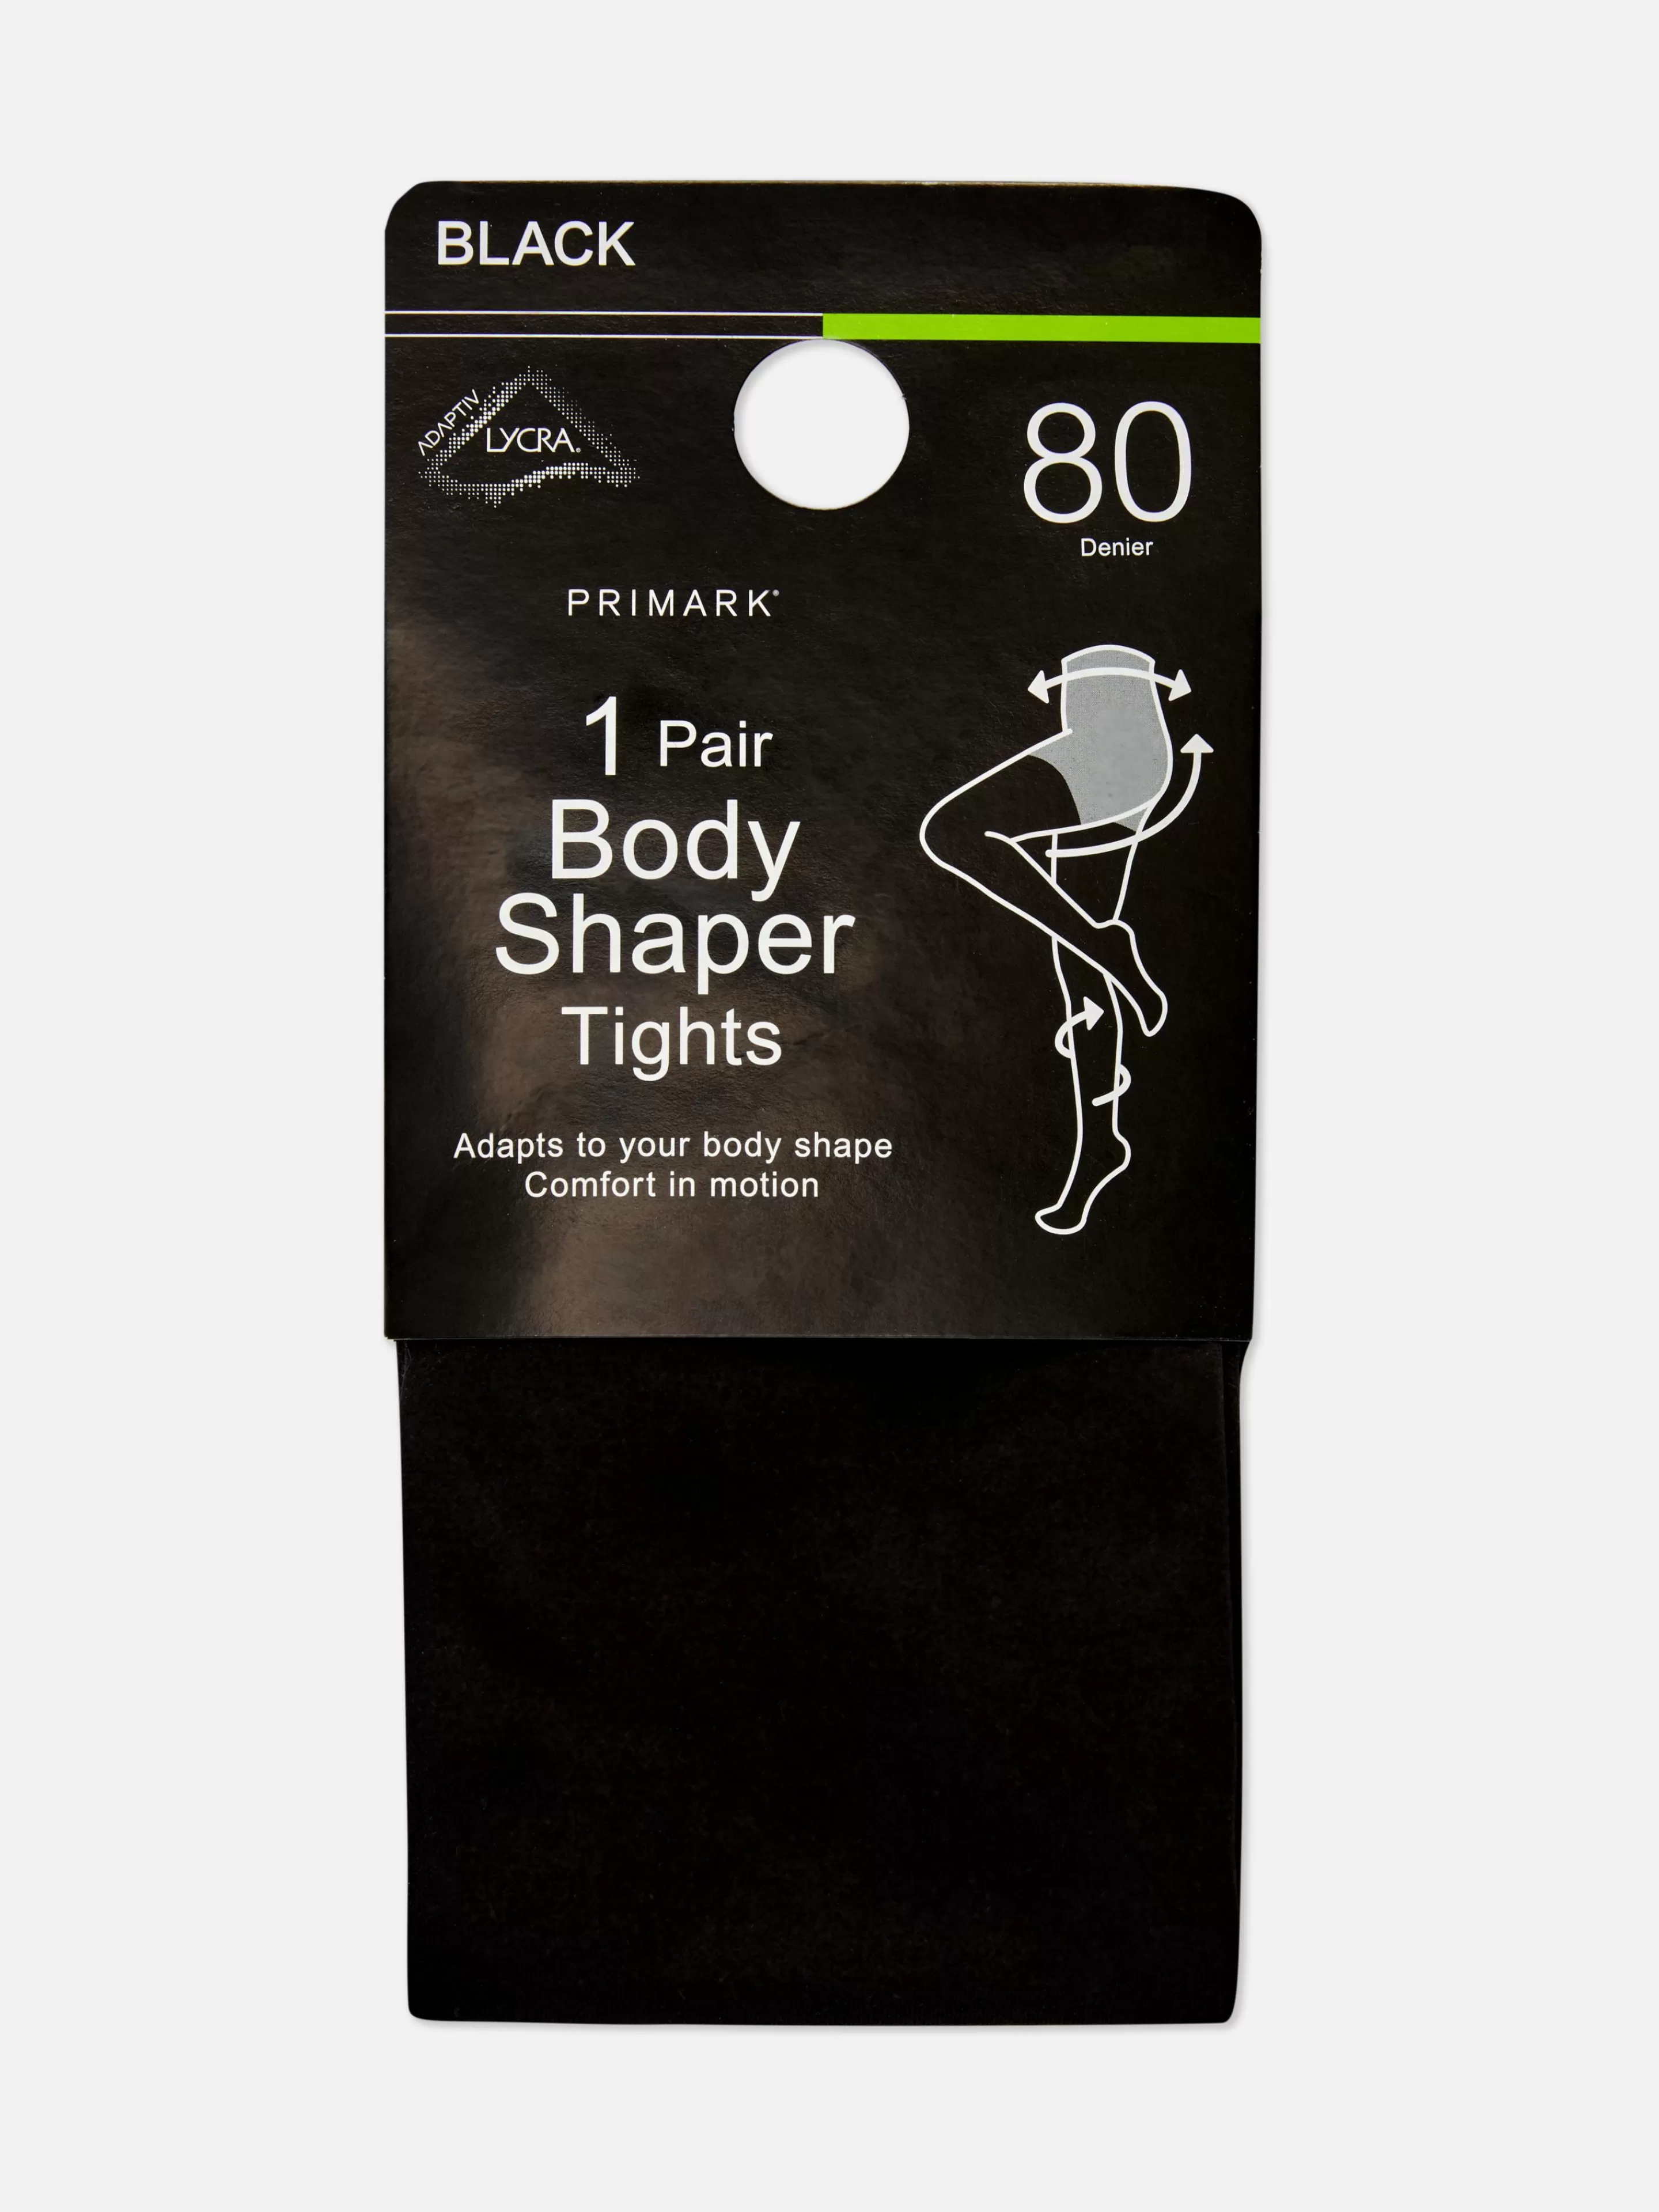 BLACK
ADAPTIV
LYCRA®
80
Denier
PRIMARK®
1 Pair
Body
Shaper
Tights
Adapts to your body shape
Comfort in motion